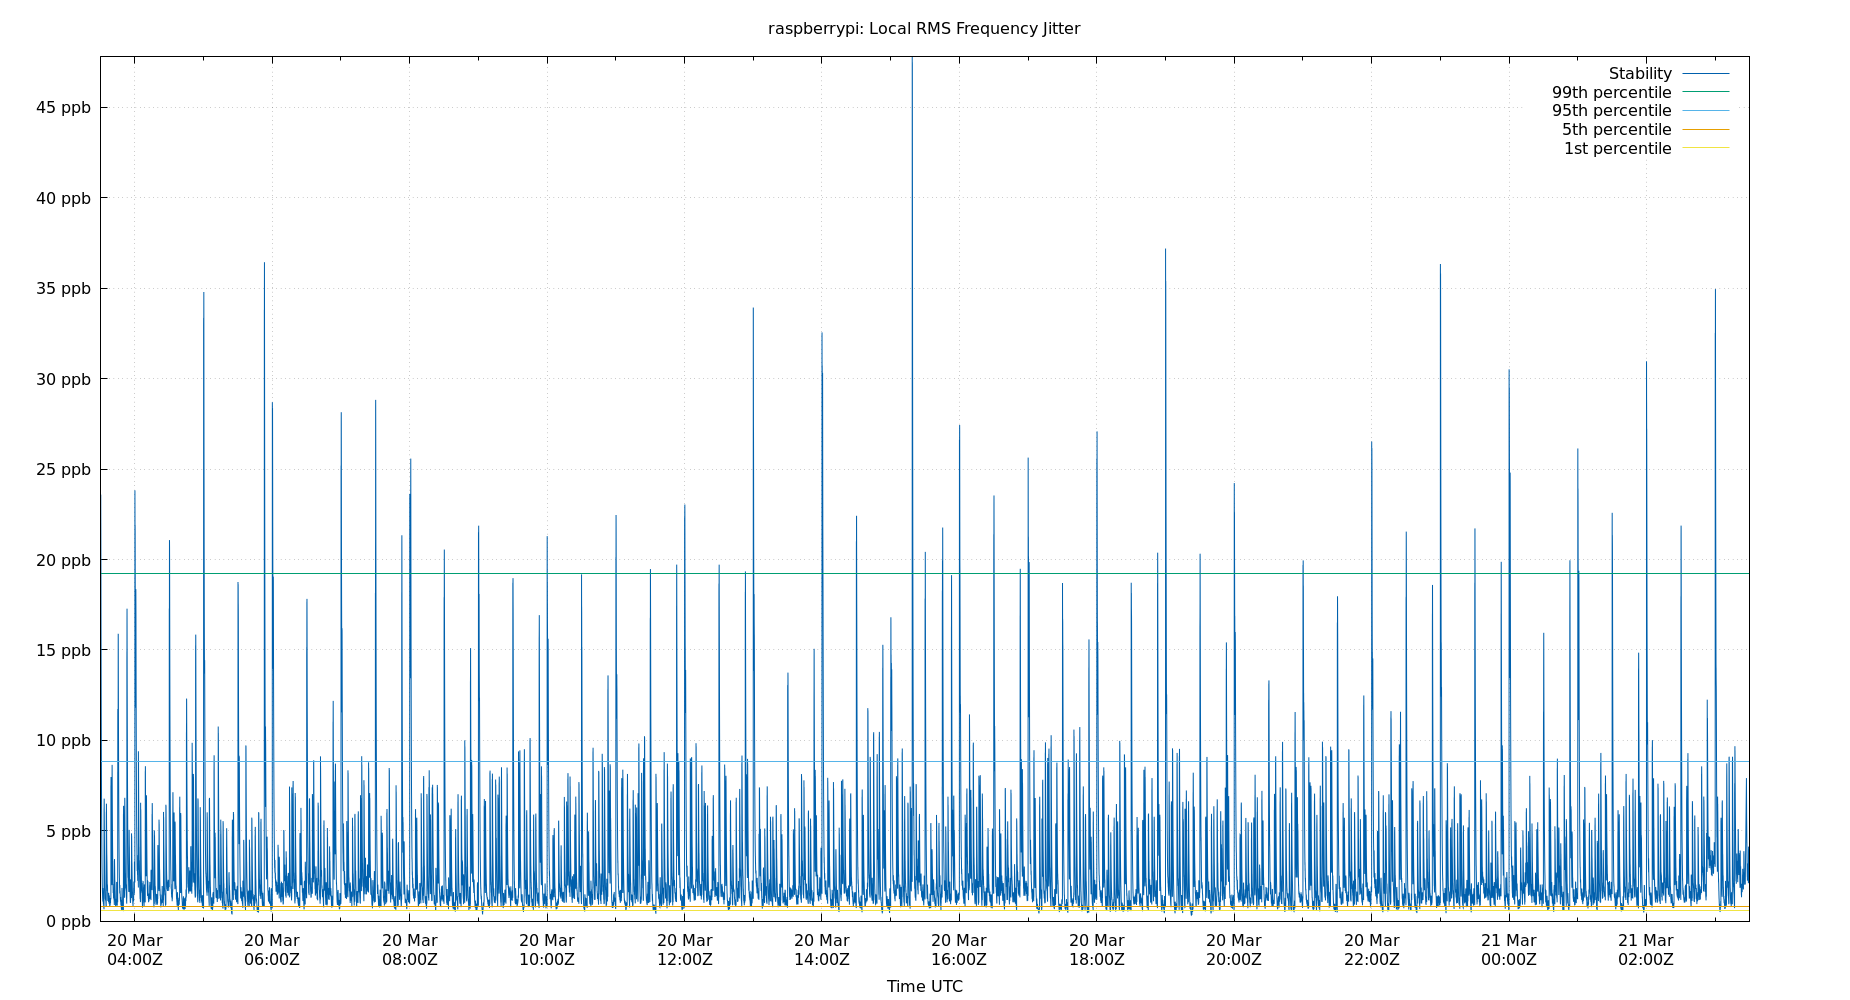 raspberrypi: Local RMS Frequency Jitter
Stability
99th percentile
95th percentile
5th percentile
1st percentile
45 ppb
40 ppb
35 ppb
30 ppb
25 ppb
20 ppb
15 ppb
10 ppb
5 ppb
0 ppb
20 Mar 20 Mar 20 Mar 20 Mar 20 Mar 20 Mar 20 Mar 20 Mar 20 Mar 20 Mar 21 Mar 21 Mar
04:00Z 06:00Z 08:00Z 10:00Z 12:00Z 14:00Z 16:00Z 18:00Z 20:00Z 22:00Z 00:00Z 02:00Z
Time UTC